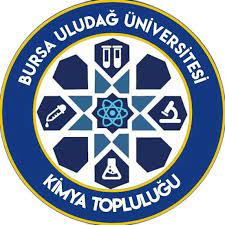 BURSA ULUDAĞ ÜNİVERSİTESİ
KİMYA TOPLULUĞU